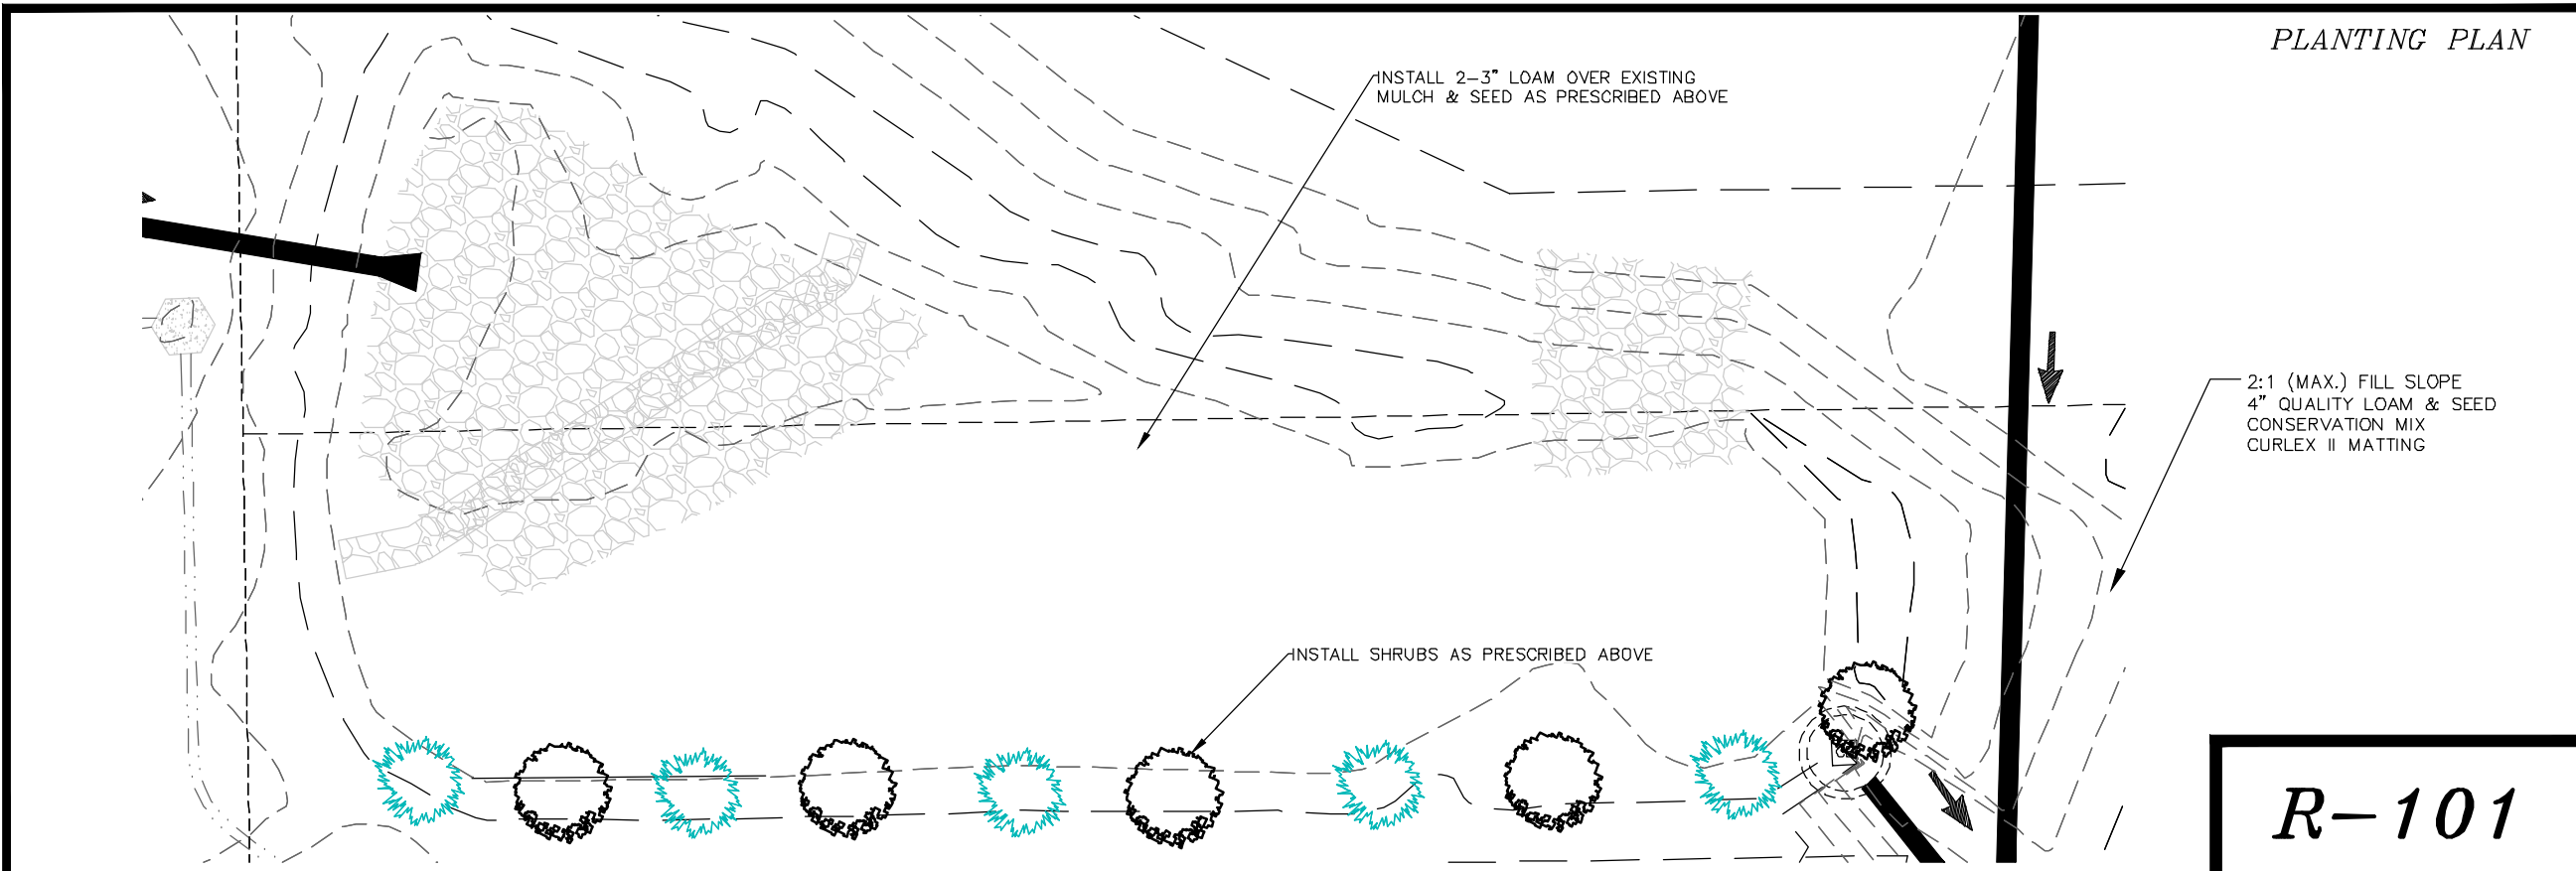 PLANTING PLAN
INSTALL 2-3" LOAM OVER EXISTING
MULCH & SEED AS PRESCRIBED ABOVE
2:1 (MAX.) FILL SLOPE
4" QUALITY LOAM & SEED
CONSERVATION MIX
CURLEX II MATTING
INSTALL SHRUBS AS PRESCRIBED ABOVE
R-101